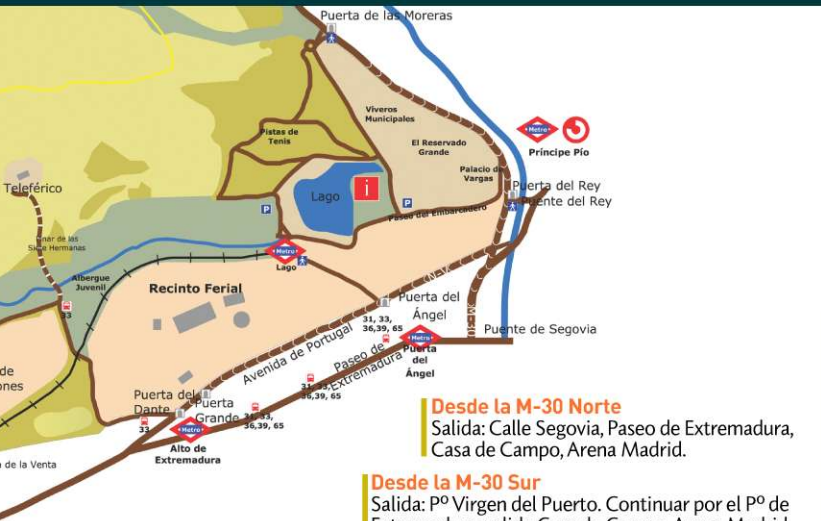 Puerta de las Moreras
Viveros
Municipales
Pistas de
Tenis
El Reservado
Grande
Metro
Príncipe Pío
Palacio de
Vargas
Teleférico
Lago
i
Puerta del Rey
Puente del Rey
P
P
Paseo del Embarcadero
Siete Hermanas
Metro
Lago
Albergue
Juvenil
33
Recinto Ferial
N-V
Puerta del
Ángel
31, 33,
36,39, 65
M-30
Puente de Segovia
Metro
Puerta
del
Ángel
Avenida de Portugal
Paseo de
Extremadura
31, 33,
36,39, 65
de
ones
Puerta del
Dante
Puerta
Grande
31, 33,
36,39, 65
33
Metro
Alto de
Extremadura
de la Venta
Desde la M-30 Norte
Salida: Calle Segovia, Paseo de Extremadura,
Casa de Campo, Arena Madrid.
Desde la M-30 Sur
Salida: Pº Virgen del Puerto. Continuar por el Pº de